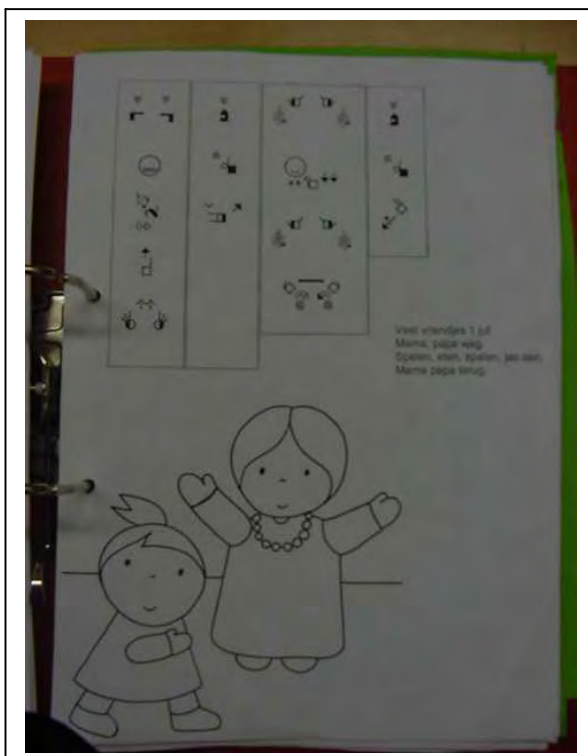 Veel vriendjes 1 juf
Mama, papa weg.
Spelen, eten, spelen, jas aan.
Mama papa terug.